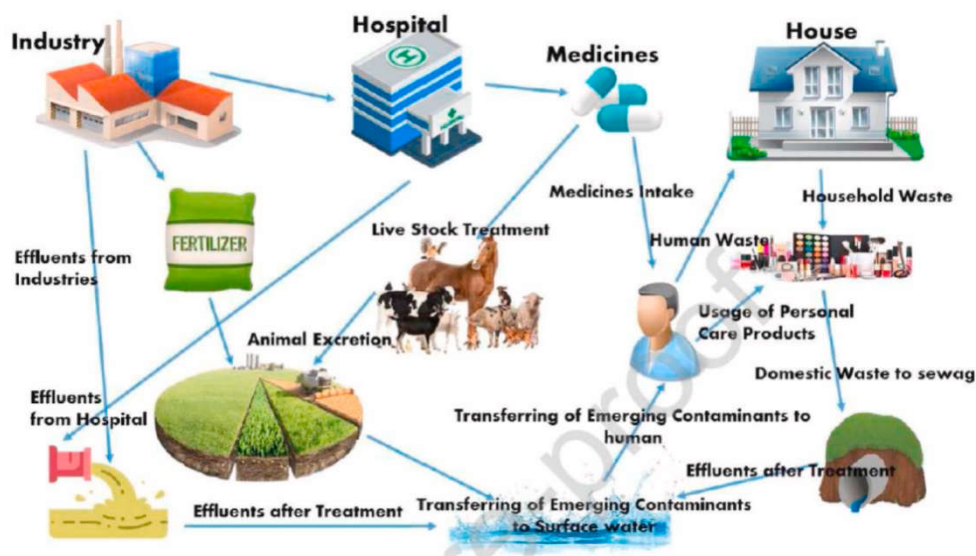 Industry
Hospital
Medicines
House
H
Medicines Intake
Household Waste
FERTILIZER
Live Stock Treatment
Human Waste
Effluents from
Industries
Usage of Personal
Care Products
Animal Excretion
Domestic Waste to sewag
Effluents
from Hospital
Transferring of Emerging Contaminants to
human
Effluents after Treatment
Effluents after Treatment
Transferring of Emerging Contaminants
to Surface water
proof